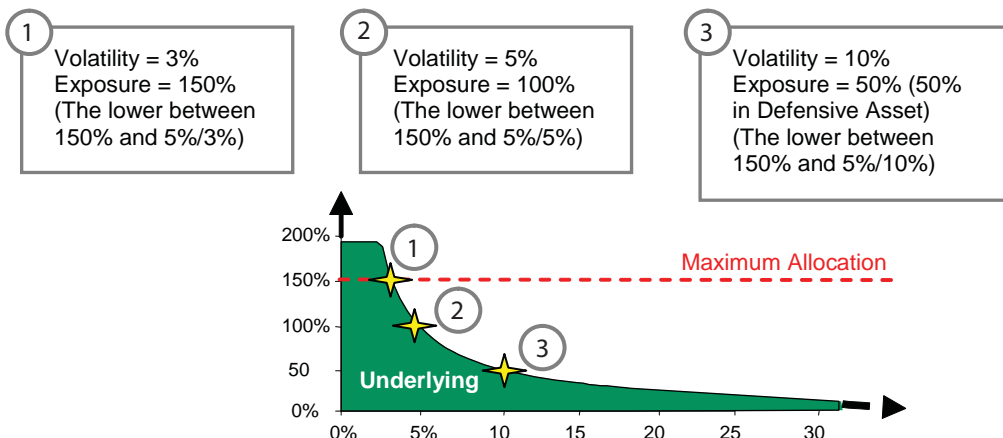 1
Volatility = 3%
Exposure = 150%
(The lower between
150% and 5%/3%)
2
Volatility = 5%
Exposure = 100%
(The lower between
150% and 5%/5%)
3
Volatility = 10%
Exposure = 50% (50%
in Defensive Asset)
(The lower between
150% and 5%/10%)
200%
150%
100%
50
0%
1
2
3
Maximum Allocation
Underlying
0%
5%
10
15
20
25
30